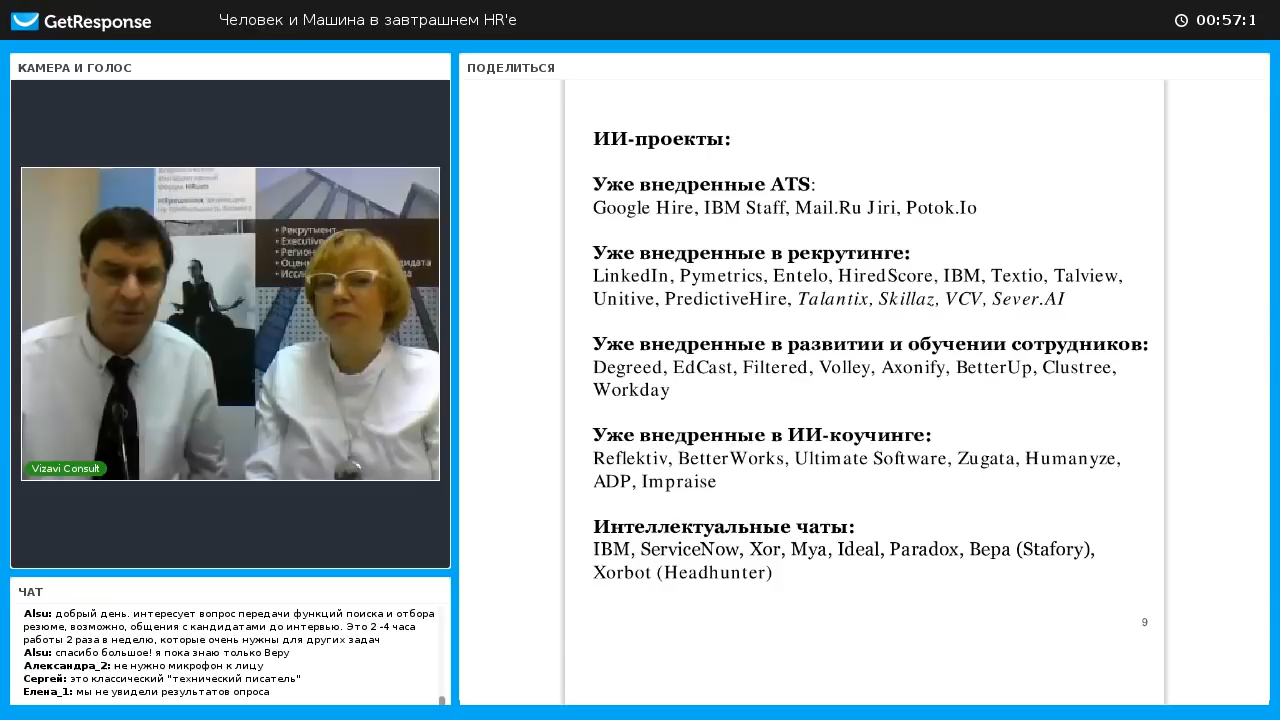 GetResponse
Человек и Машина в завтрашнем HR'e
00:57:1
КАМЕРА И ГОЛОС
• Рекрутмент
Vizavi Consult
ЧАТ
Alsu: добрый день. интересует вопрос передачи функций поиска и отбора
резюме, возможно, общения с кандидатами до интервью. Это 2 -4 часа
работы 2 раза в неделю, которые очень нужны для других задач
Alsu: спасибо большое! я пока знаю только Веру
Александра_2: не нужно микрофон к лицу
Сергей: это классический "технический писатель"
Елена_1: мы не увидели результатов опроса
ПОДЕЛИТЬСЯ
ИИ-проекты:
Уже внедренные ATS:
Google Hire, IBM Staff, Mail.Ru Jiri, Potok.Io
Уже внедренные в рекрутинге:
LinkedIn, Pymetrics, Entelo, HiredScore, IBM, Textio, Talview,
Unitive, PredictiveHire, Talantix, Skillaz, VCV, Sever.AI
Уже внедренные в развитии и обучении сотрудников:
Degreed, EdCast, Filtered, Volley, Axonify, BetterUp, Clustree,
Workday
Уже внедренные в ИИ-коучинге:
Reflektiv, BetterWorks, Ultimate Software, Zugata, Humanyze,
ADP, Impraise
Интеллектуальные чаты:
IBM, ServiceNow, Xor, Mya, Ideal, Paradox, Вера (Stafory),
Xorbot (Headhunter)
9